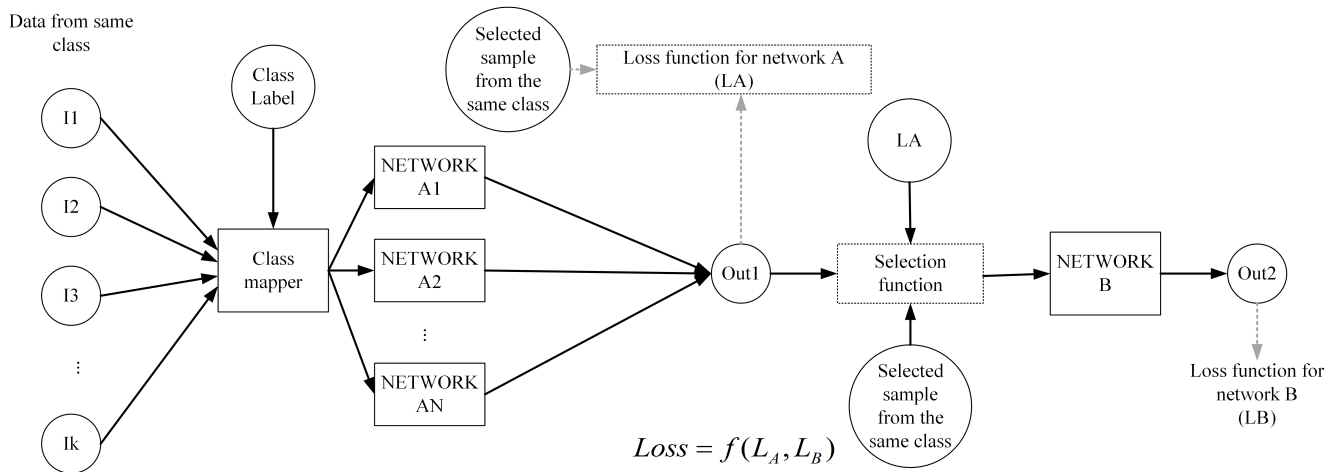 Data from same
class
I1
I2
I3
...
Ik
Class
Label
Class
mapper
NETWORK
A1
NETWORK
A2
...
NETWORK
AN
Selected
sample
from the
same class
Loss function for network A
(LA)
Out1
LA
Selection
function
Selected
sample
from the
same class
NETWORK
B
Out2
Loss function for
network B
(LB)
Loss = f(L_A, L_B)